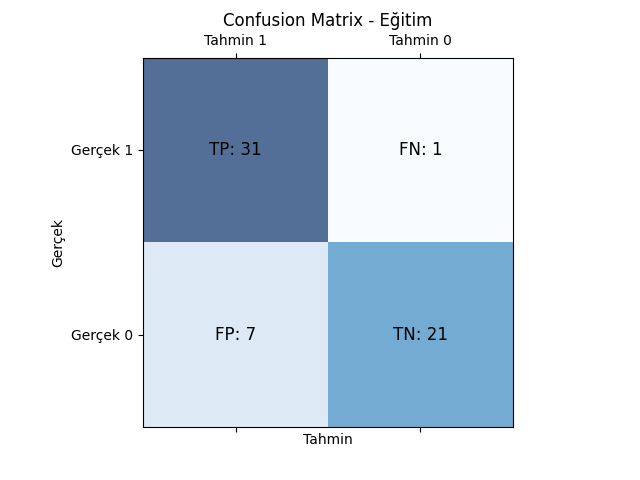 Confusion Matrix - Eğitim
Tahmin 1 Tahmin 0
Gerçek 1 TP: 31 FN: 1
Gerçek
Gerçek 0 FP: 7 TN: 21
Tahmin